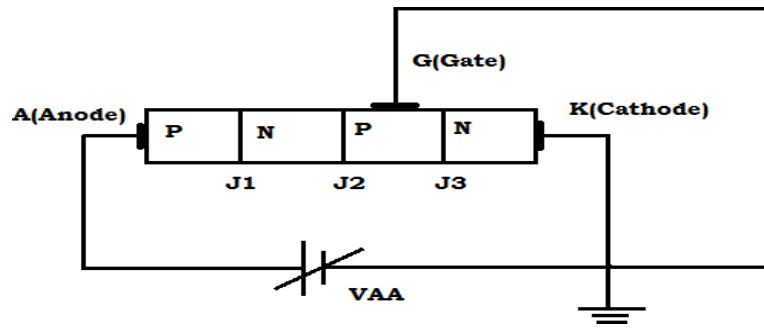 G(Gate)
A(Anode)
K(Cathode)
P N P N
J1 J2 J3
VAA